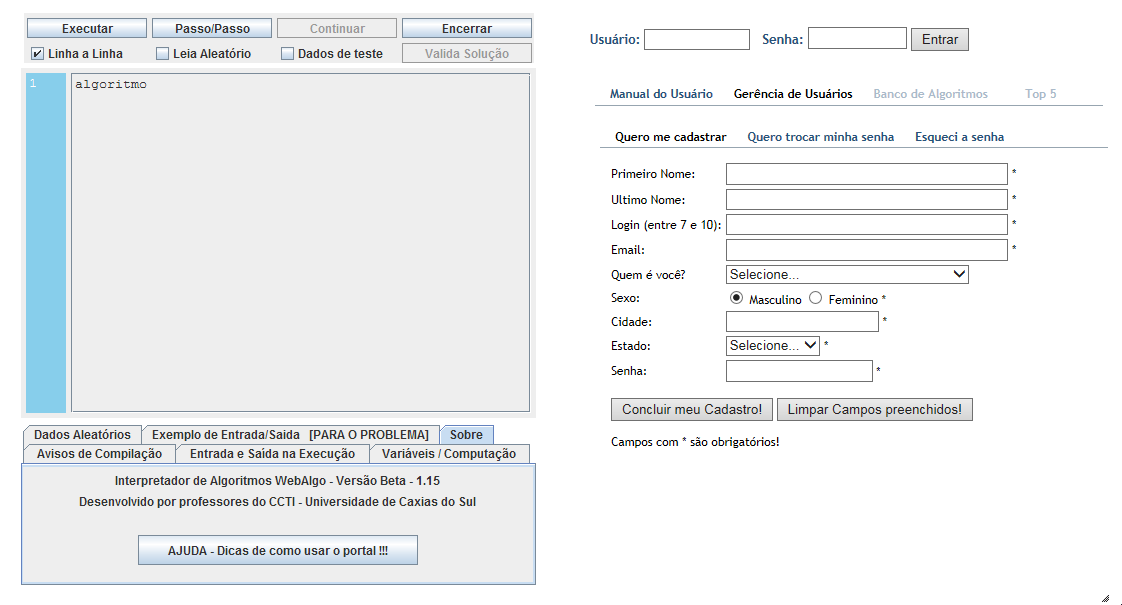 Executar Passo/Passo Continuar Encerrar
Linha a Linha Leia Aleatório Dados de teste Valida Solução
1 algoritmo
Dados Aleatórios Exemplo de Entrada/Saida [PARA O PROBLEMA] Sobre
Avisos de Compilação Entrada e Saída na Execução Variáveis / Computação
Interpretador de Algoritmos WebAlgo - Versão Beta - 1.15
Desenvolvido por professores do CCTI - Universidade de Caxias do Sul
AJUDA - Dicas de como usar o portal !!!
Usuário: Senha: Entrar
Manual do Usuário Gerência de Usuários Banco de Algoritmos Top 5
Quero me cadastrar Quero trocar minha senha Esqueci a senha
Primeiro Nome: *
Ultimo Nome: *
Login (entre 7 e 10): *
Email: *
Quem é você? Selecione...
Sexo: Masculino Feminino *
Cidade: *
Estado: Selecione... *
Senha: *
Concluir meu Cadastro! Limpar Campos preenchidos!
Campos com * são obrigatórios!